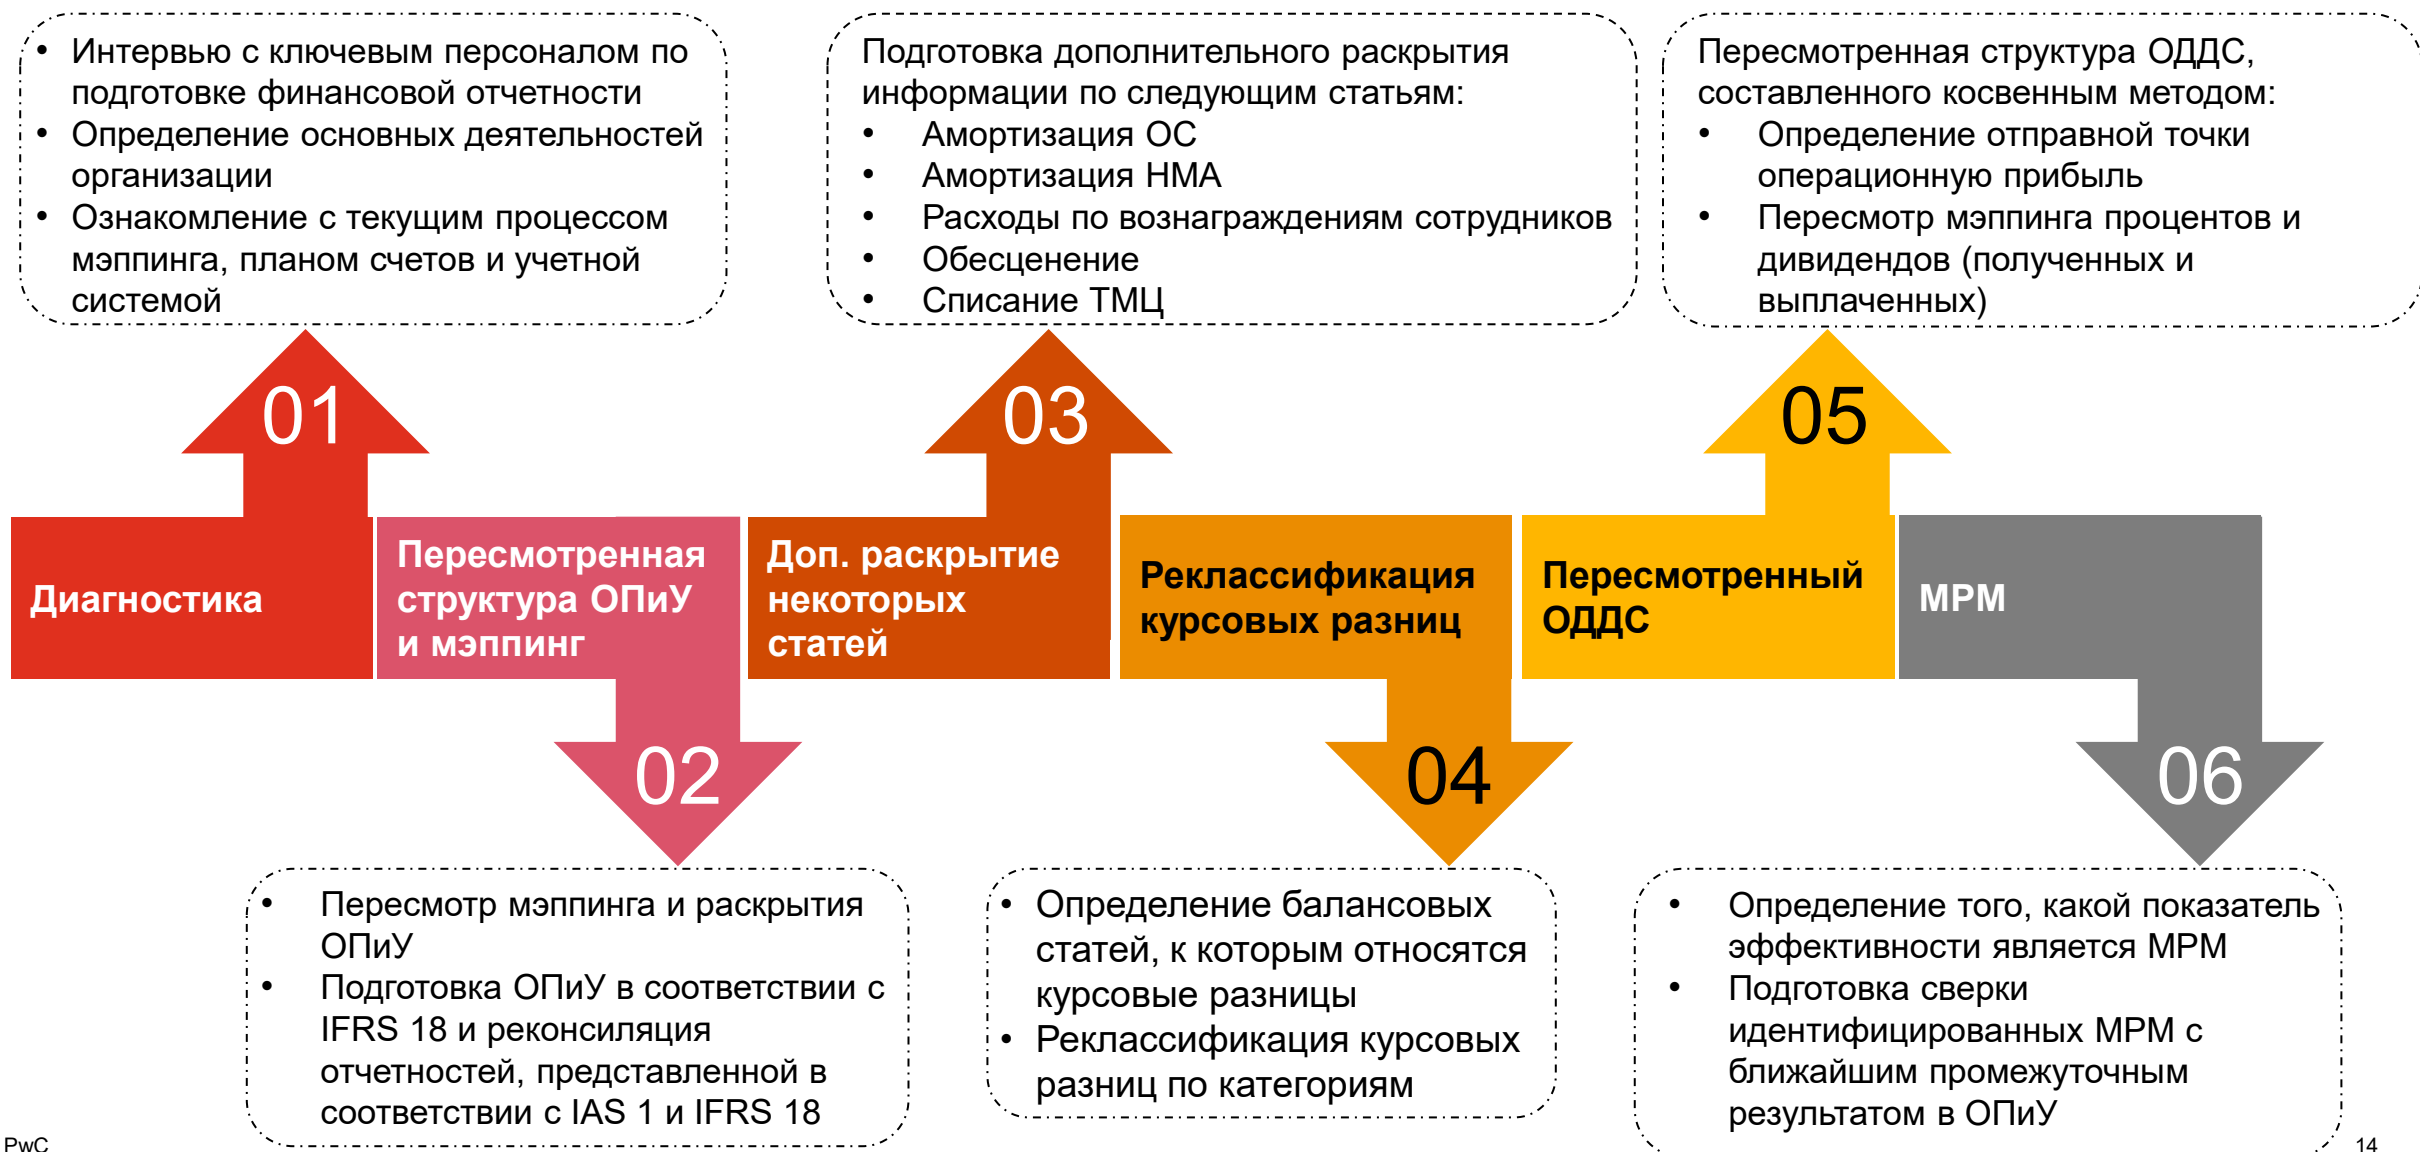 • Интервью с ключевым персоналом по
подготовке финансовой отчетности
• Определение основных деятельностей
организации
• Ознакомление с текущим процессом
мэппинга, планом счетов и учетной
системой
Подготовка дополнительного раскрытия
информации по следующим статьям:
• Амортизация ОС
• Амортизация НМА
• Расходы по вознаграждениям сотрудников
• Обесценение
• Списание ТМЦ
Пересмотренная структура ОДДС,
составленного косвенным методом:
• Определение отправной точки
операционную прибыль
• Пересмотр мэппинга процентов и
дивидендов (полученных и
выплаченных)
01
03
05
Диагностика
Пересмотренная
структура ОПиУ
и мэппинг
Доп. раскрытие
некоторых
статей
Реклассификация
курсовых разниц
Пересмотренный
ОДДС
МРМ
02
04
06
• Пересмотр мэппинга и раскрытия
ОПиУ
• Подготовка ОПиУ в соответствии с
IFRS 18 и реконсиляция
отчетностей, представленной в
соответствии с IAS 1 и IFRS 18
• Определение балансовых
статей, к которым относятся
курсовые разницы
• Реклассификация курсовых
разниц по категориям
• Определение того, какой показатель
эффективности является МРМ
• Подготовка сверки
идентифицированных МРМ с
ближайшим промежуточным
результатом в ОПиУ
PwC
14